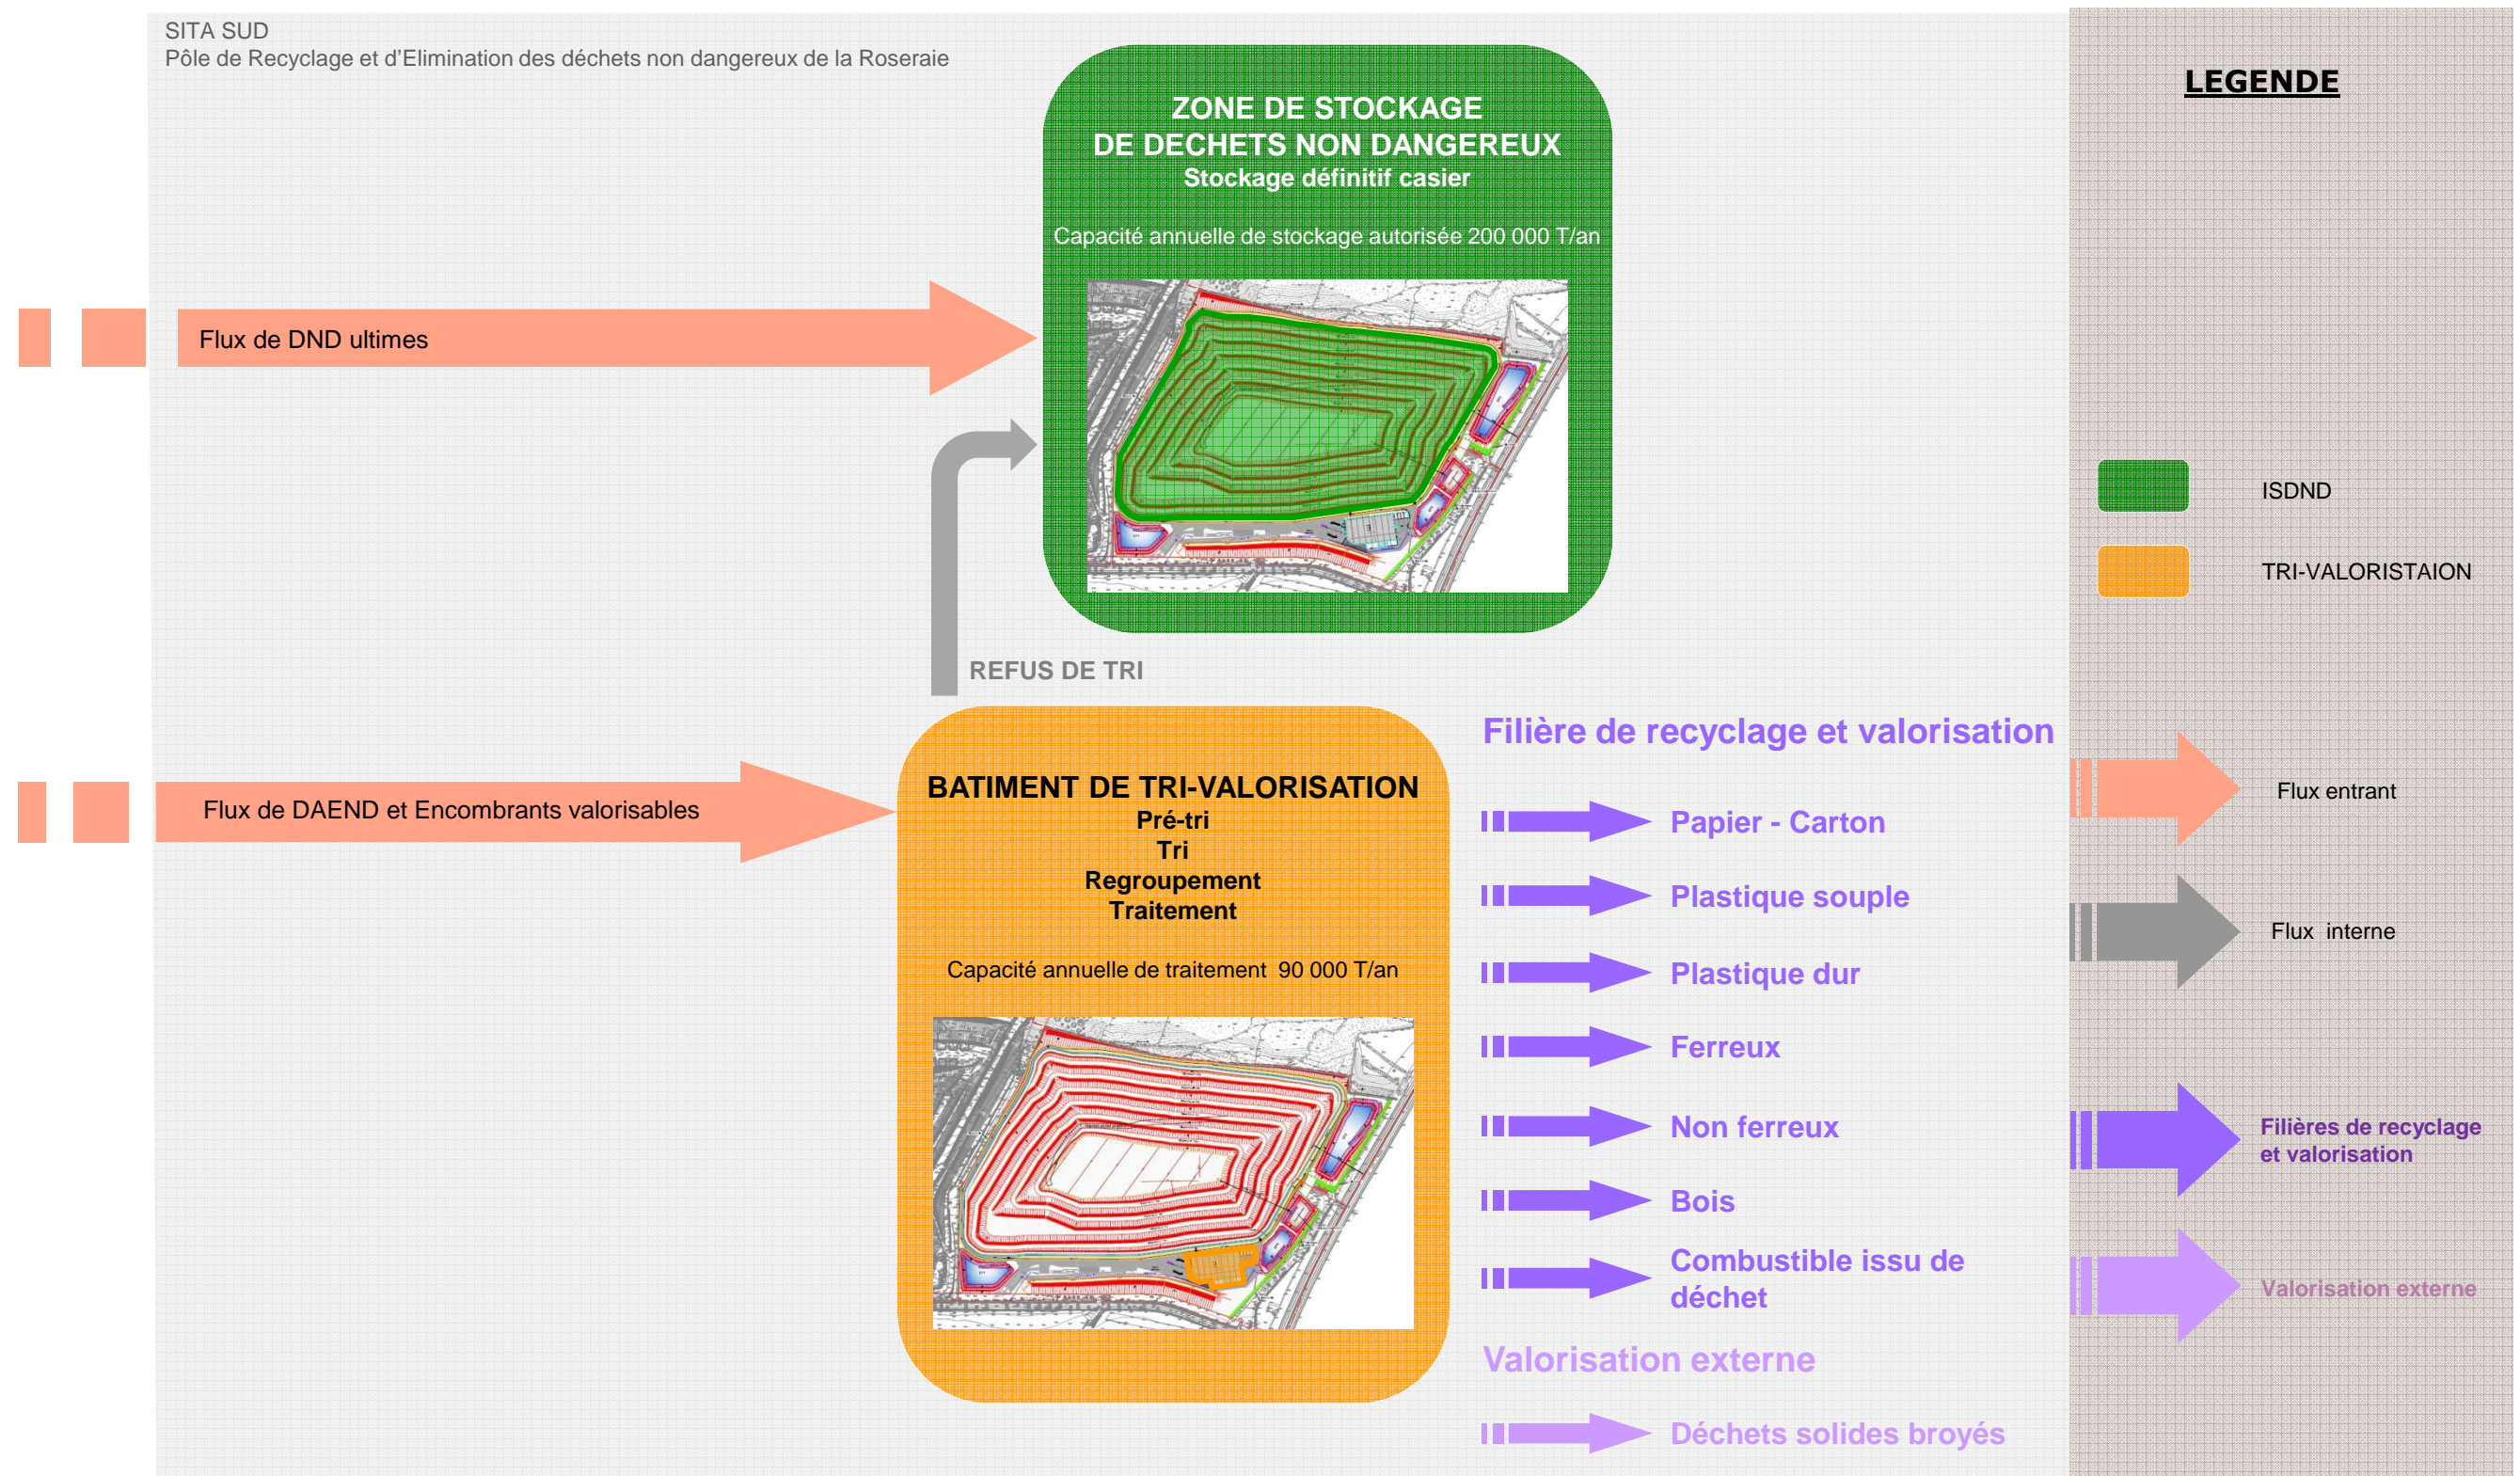 SITA SUD
Pôle de Recyclage et d'Elimination des déchets non dangereux de la Roseraie
ZONE DE STOCKAGE
DE DECHETS NON DANGEREUX
Stockage définitif casier
Capacité annuelle de stockage autorisée 200 000 T/an
Flux de DND ultimes
REFUS DE TRI
Flux de DAEND et Encombrants valorisables
BATIMENT DE TRI-VALORISATION
Pré-tri
Tri
Regroupement
Traitement
Capacité annuelle de traitement 90 000 T/an
Filière de recyclage et valorisation
Papier - Carton
Plastique souple
Plastique dur
Ferreux
Non ferreux
Bois
Combustible issu de
déchet
Valorisation externe
Déchets solides broyés
LEGENDE
ISDND
TRI-VALORISTAION
Flux entrant
Flux interne
Filières de recyclage
et valorisation
Valorisation externe